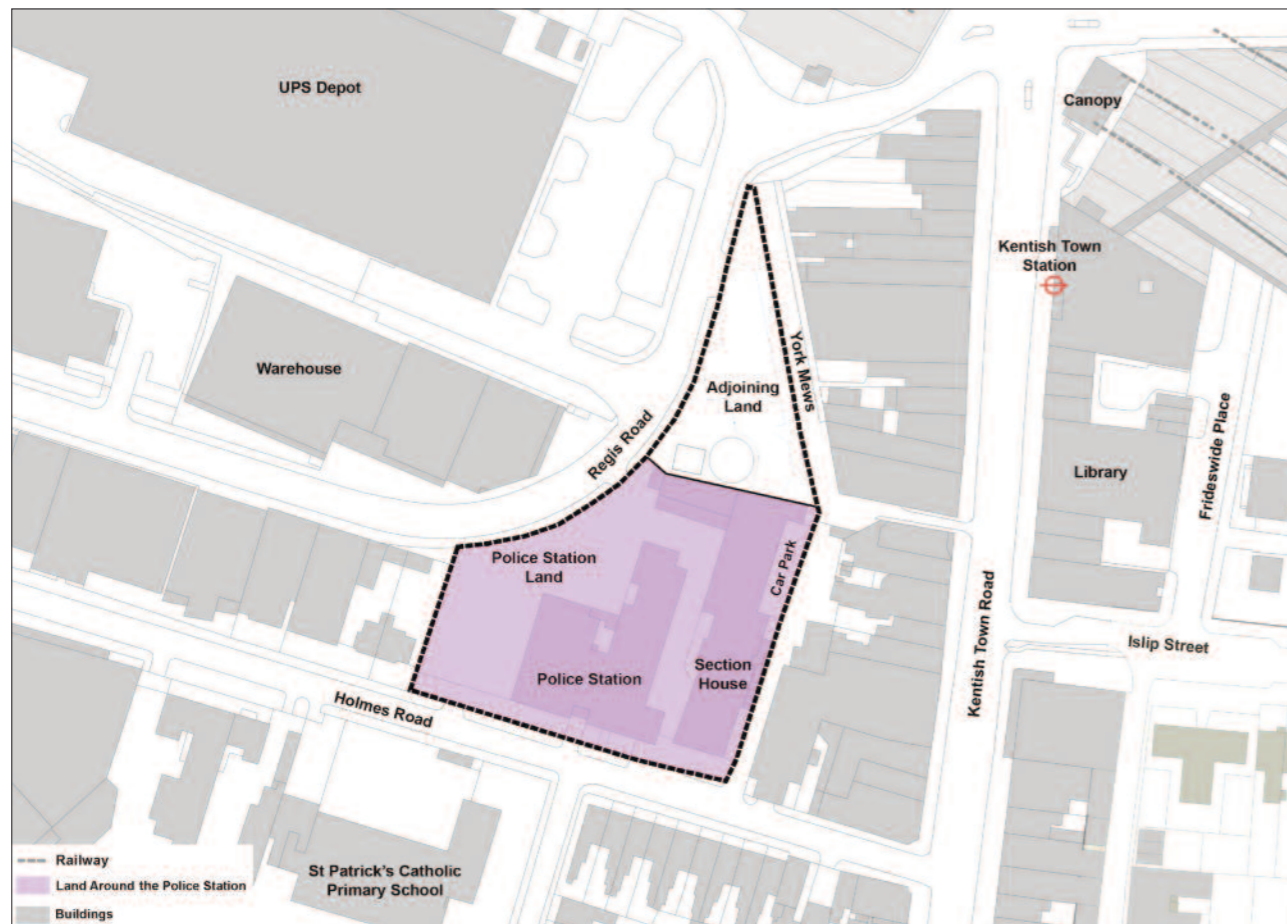 UPS Depot
Canopy
Kentish Town
Station
York Mews
Warehouse
Adjoining
Land
Regis Road
Library
Frideswide Place
Police Station
Land
Car Park
Islip Street
Section
House
Police Station
Kentish Town Road
Holmes Road
St Patrick's Catholic
Primary School
Railway
Land Around the Police Station
Buildings